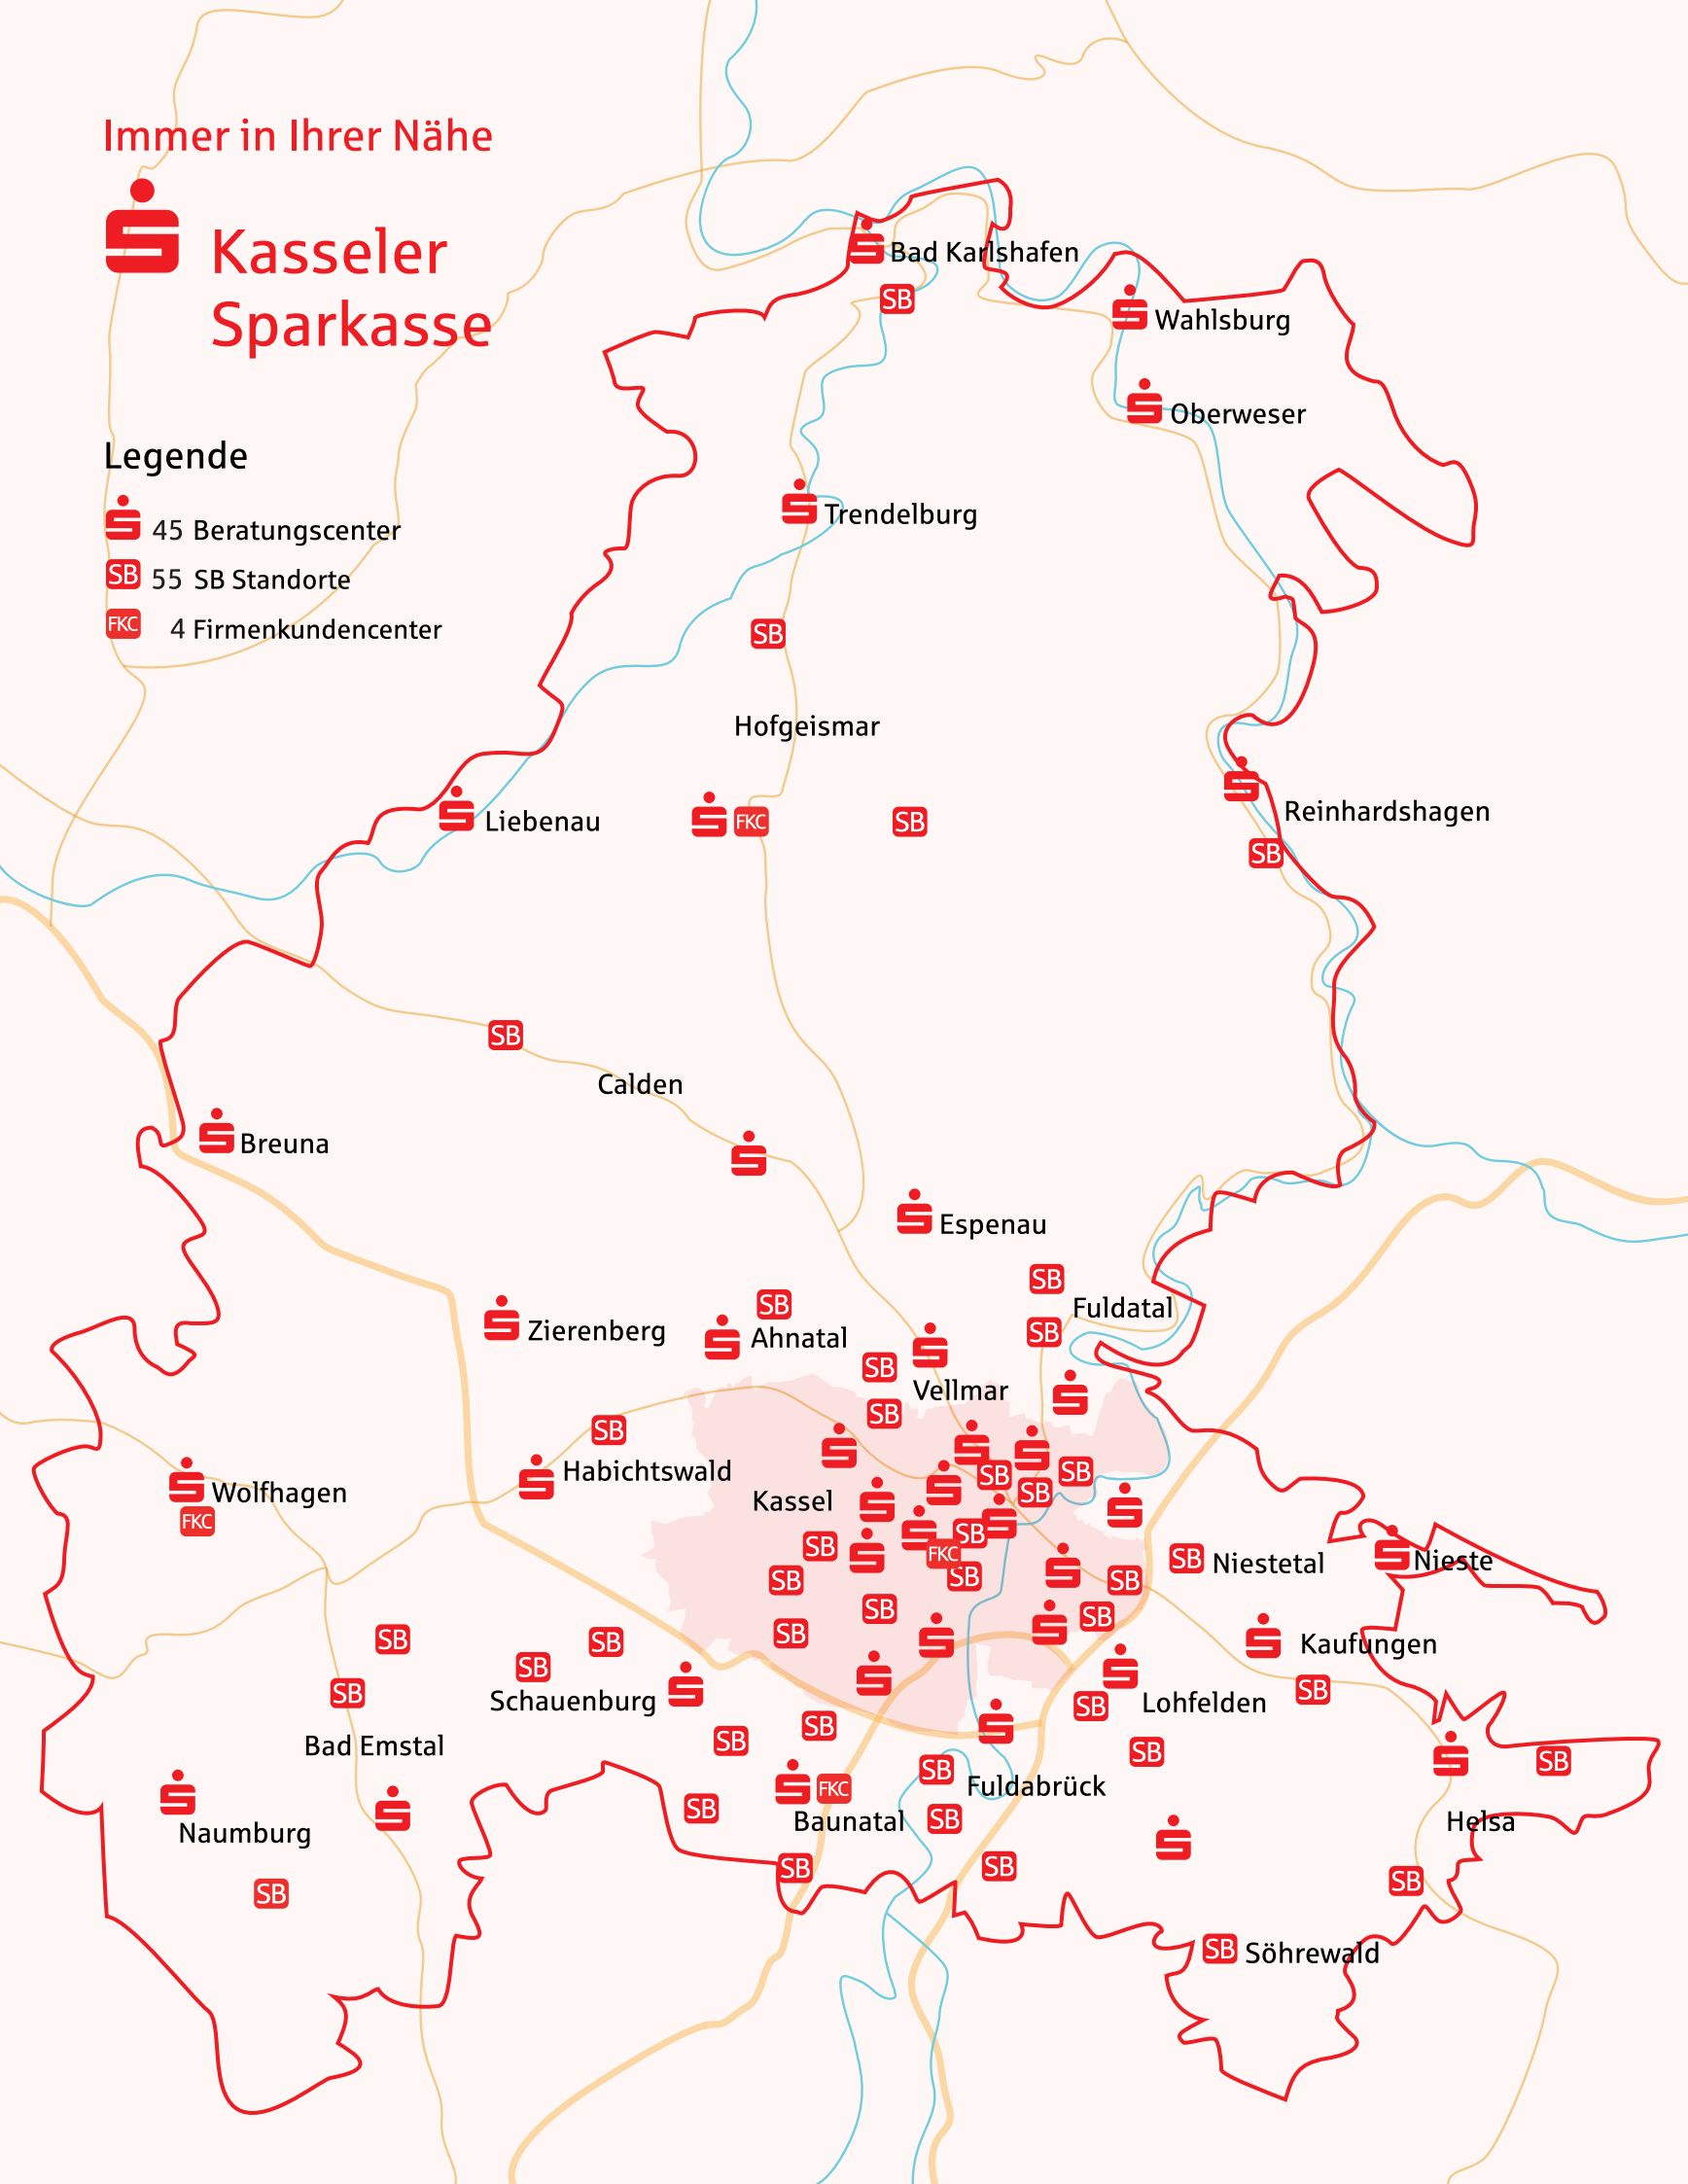 Immer in Ihrer Nähe
Kasseler
Sparkasse
Legende
45 Beratungscenter
SB 55 SB Standorte
FKC 4 Firmenkundencenter
Bad Karlshafen
SB
Wahlsburg
Oberweser
Trendelburg
SB
Hofgeismar
Liebenau
FKC
SB
Reinhardshagen
SB
SB
Calden
Breuna
Espenau
SB
Fuldatal
SB
Zierenberg
SB
Ahnatal
SB
Vellmar
SB
SB
Habichtswald
Wolfhagen
FKC
Kassel
SB
SB
SB
SB
SB
FKC
SB
SB
SB
SB
SB
SB
SB
Niestetal
Nieste
Kaufungen
SB
SB
SB
SB
SB
Schauenburg
Bad Emstal
Lohfelden
SB
SB
SB
SB
SB
Helsa
Naumburg
SB
FKC
Baunatal
SB
Fuldabrück
SB
SB
SB
SB
SB
SB
Söhrewald